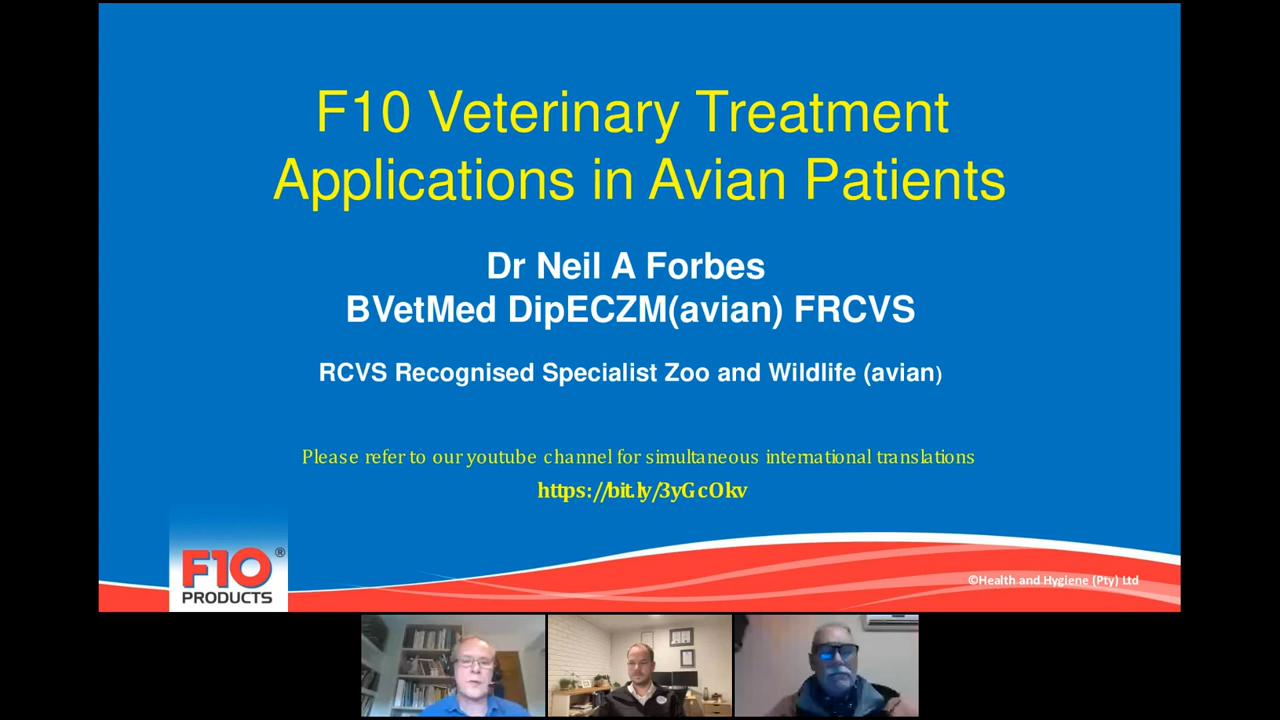 F10 Veterinary Treatment
Applications in Avian Patients
Dr Neil A Forbes
BVetMed DipECZM(avian) FRCVS
RCVS Recognised Specialist Zoo and Wildlife (avian)
Please refer to our youtube channel for simultaneous international translations
https://bit.ly/3yGcOkv
F10 ®
PRODUCTS
©Health and Hygiene (Pty) Ltd